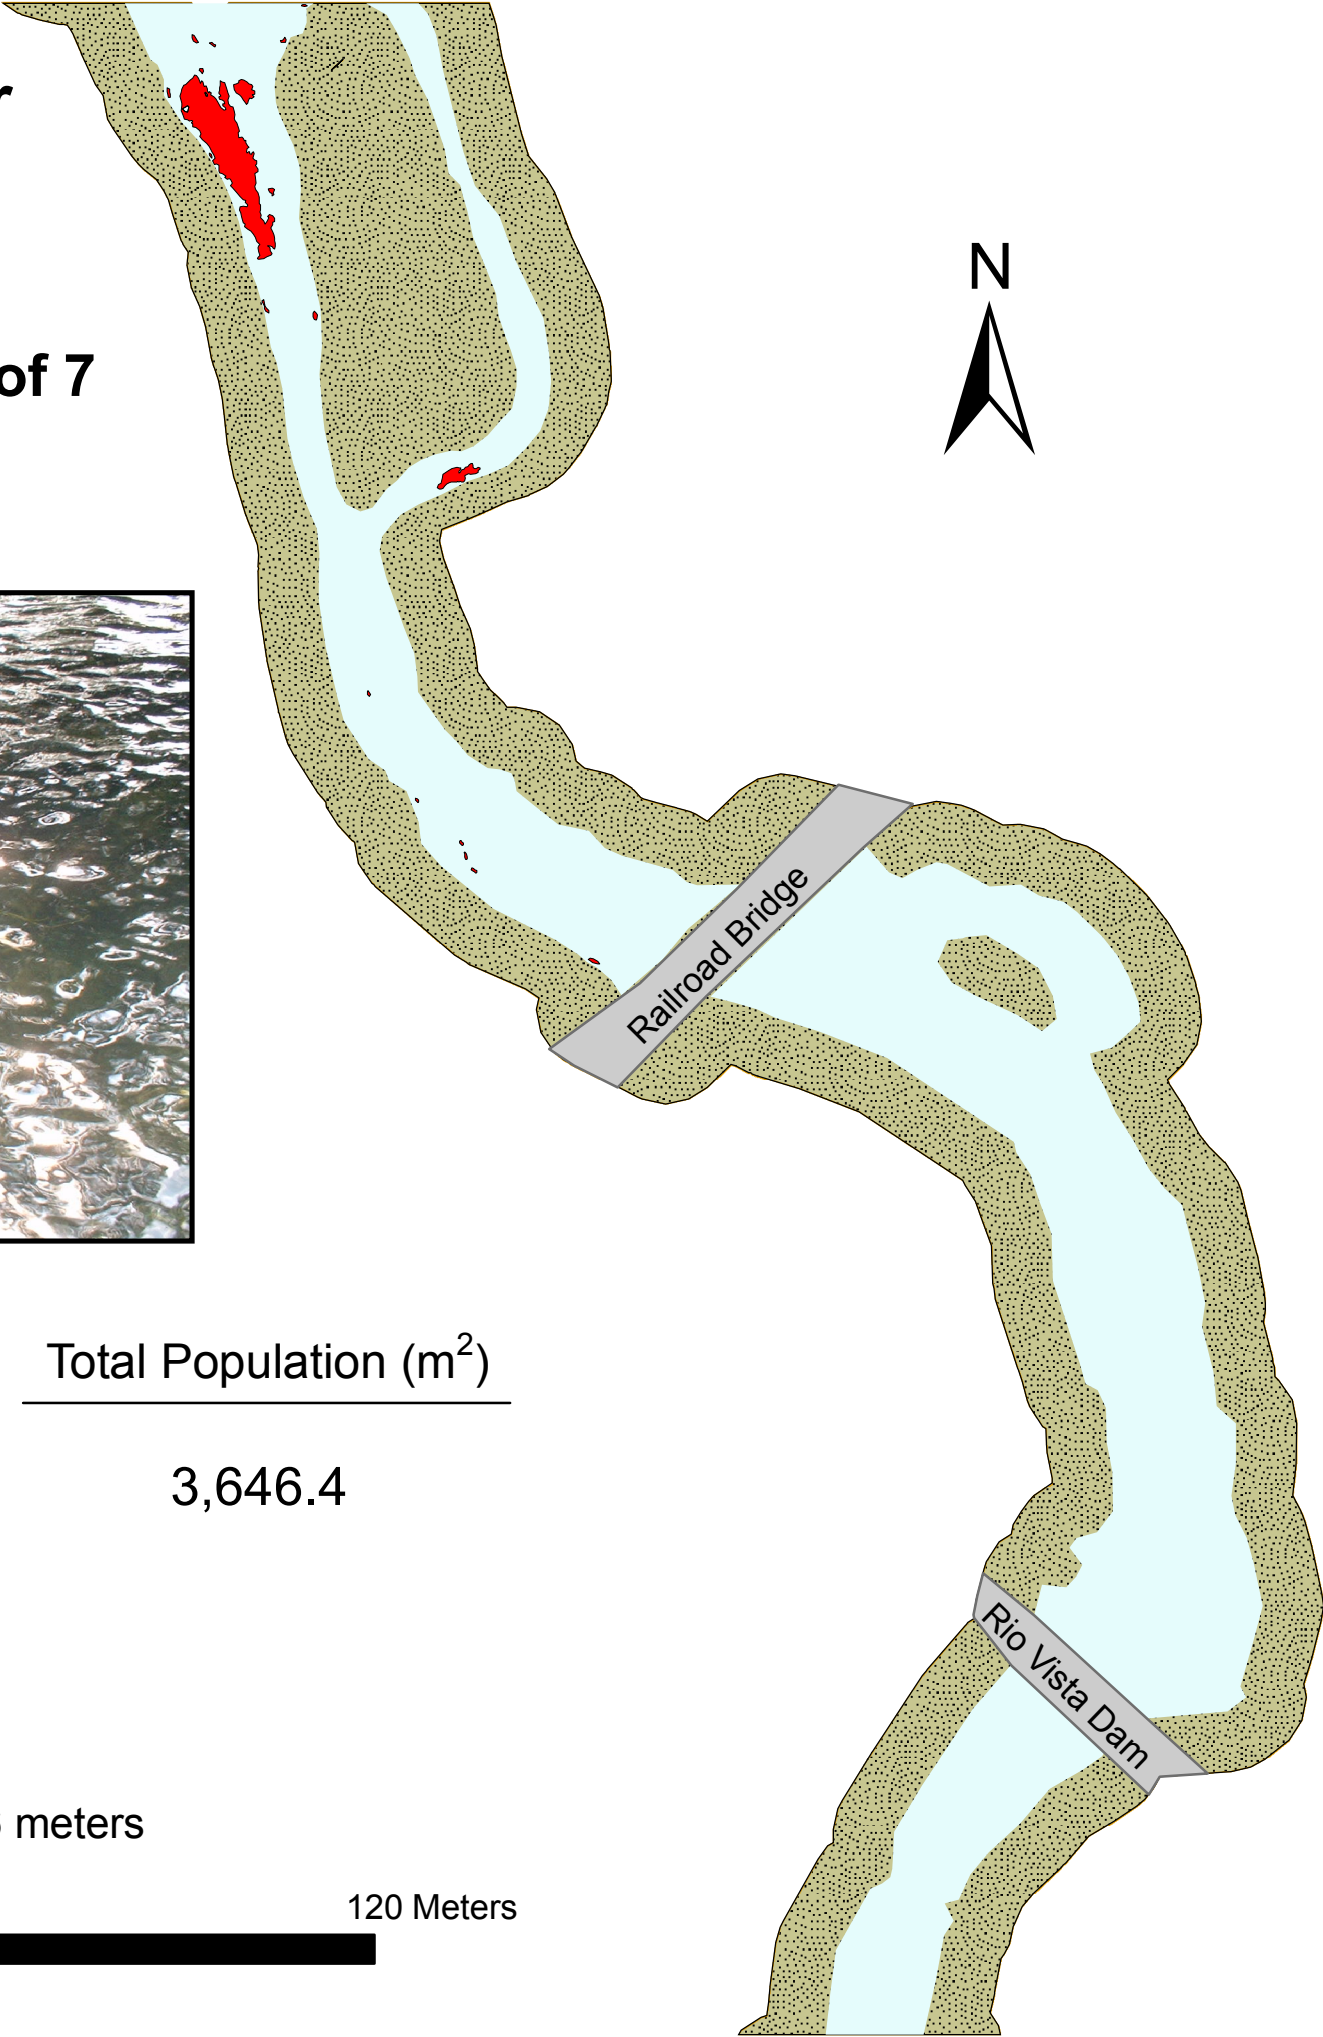 N
of 7
Railroad Bridge
Total Population (m²)
3,646.4
Rio Vista Dam
meters
120 Meters